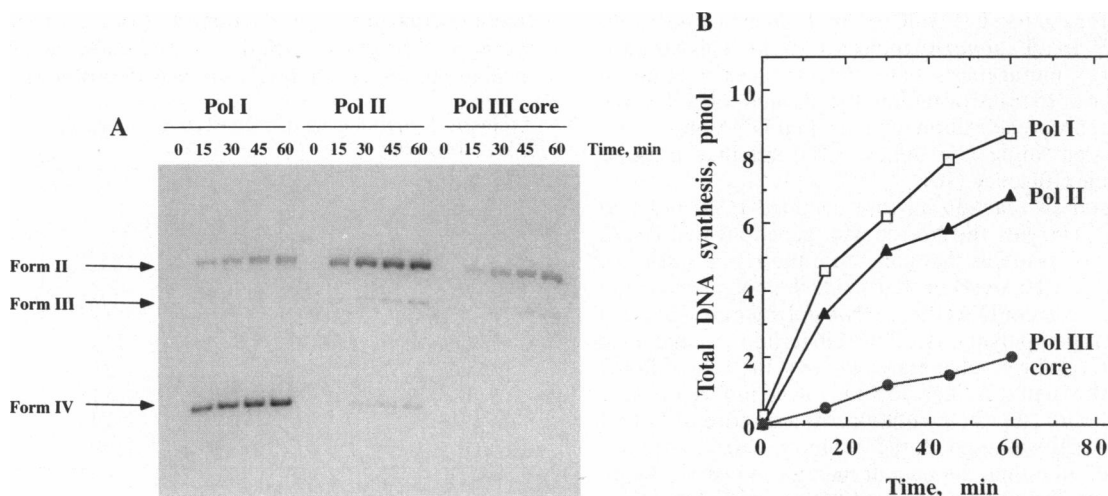 A
Pol I Pol II Pol III core
0 15 30 45 60 0 15 30 45 60 0 15 30 45 60 Time, min
Form II
Form III
Form IV
B
Total DNA synthesis, pmol
10
8
6
4
2
0
0 20 40 60 80
Time, min
Pol I
Pol II
Pol III
core